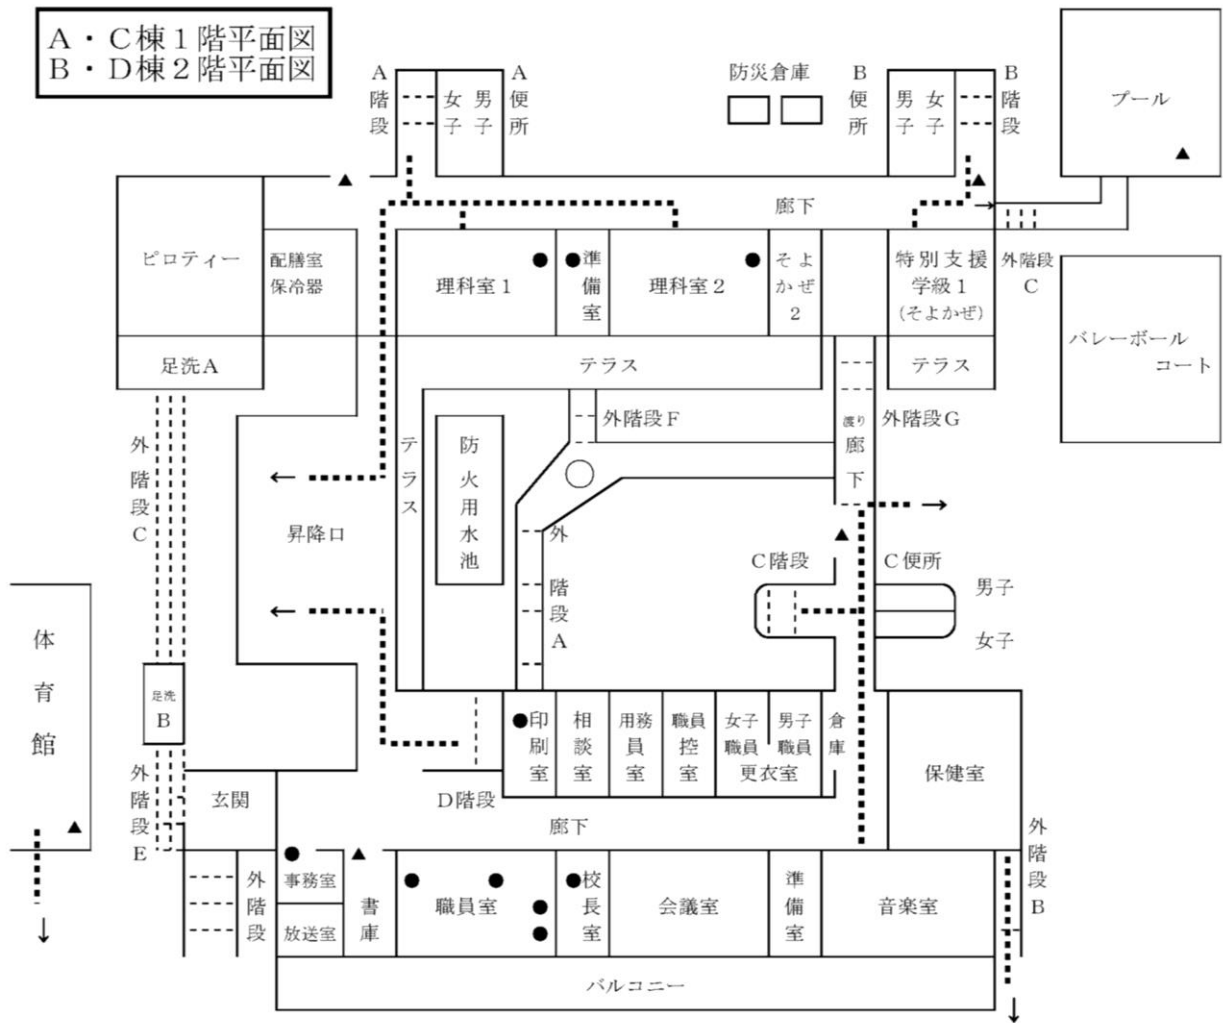 A・C棟1階平面図
B・D棟2階平面図
A階段
女子
男子
A便所
防災倉庫
B便所
男子
女子
B階段
プール
廊下
ピロティー
配膳室
保冷器
理科室1
準備室
理科室2
そよかぜ2
特別支援
学級1
(そよかぜ)
外階段
C
足洗A
テラス
テラス
バレーボール
コート
外階段C
テラス
防火用水池
外階段F
渡り廊下
外階段G
昇降口
外階段A
C階段
C便所
男子
女子
体育館
足洗
B
印刷室
相談室
用務員室
職員控室
女子
職員
男子
職員
更衣室
倉庫
保健室
外階段E
玄関
D階段
廊下
外階段B
外階段
事務室
放送室
書庫
職員室
校長室
会議室
準備室
音楽室
バルコニー